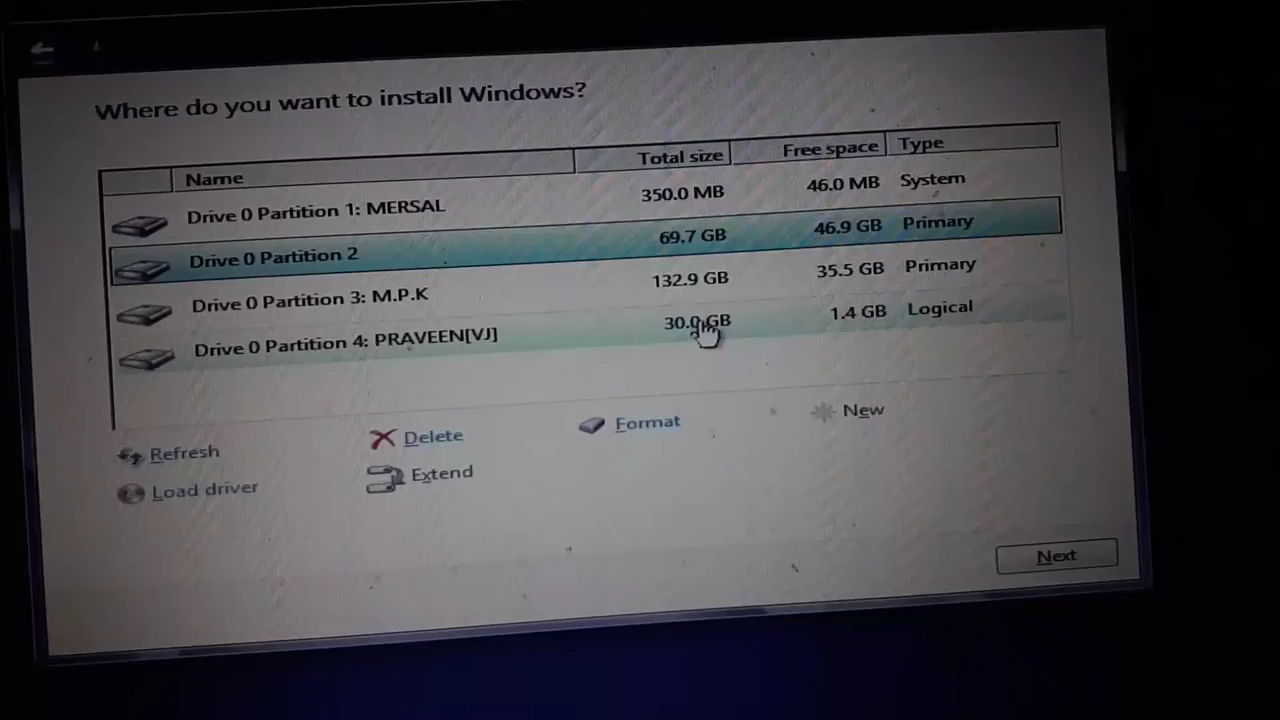 Where do you want to install Windows?
Name Total size Free space Type
Drive 0 Partition 1: MERSAL 350.0 MB 46.0 MB System
Drive 0 Partition 2 69.7 GB 46.9 GB Primary
Drive 0 Partition 3: M.P.K 132.9 GB 35.5 GB Primary
Drive 0 Partition 4: PRAVEEN[VJ] 30.0 GB 1.4 GB Logical
Refresh Delete Format New
Load driver Extend
Next